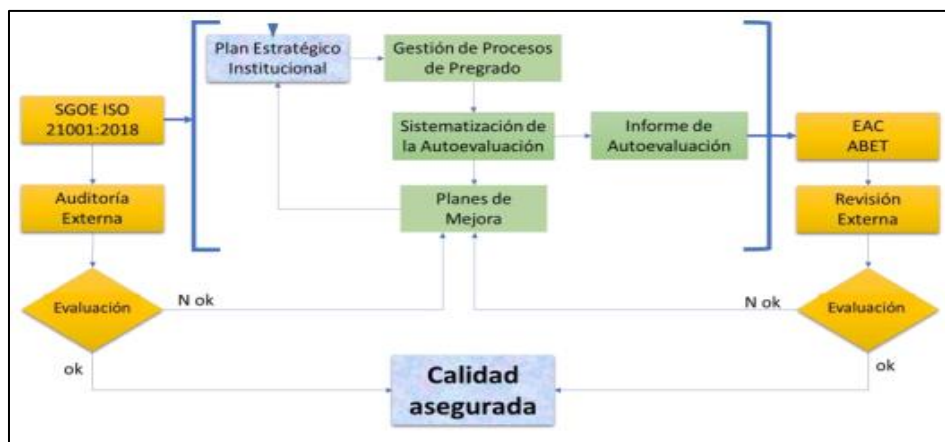 Plan Estratégico
Institucional
Gestión de Procesos
de Pregrado
SGOE ISO
21001:2018
Sistematización de
la Autoevaluación
Informe de
Autoevaluación
EAC
ABET
Auditoría
Externa
Planes de
Mejora
Revisión
Externa
Evaluación
N ok
N ok
Evaluación
ok
ok
Calidad
asegurada